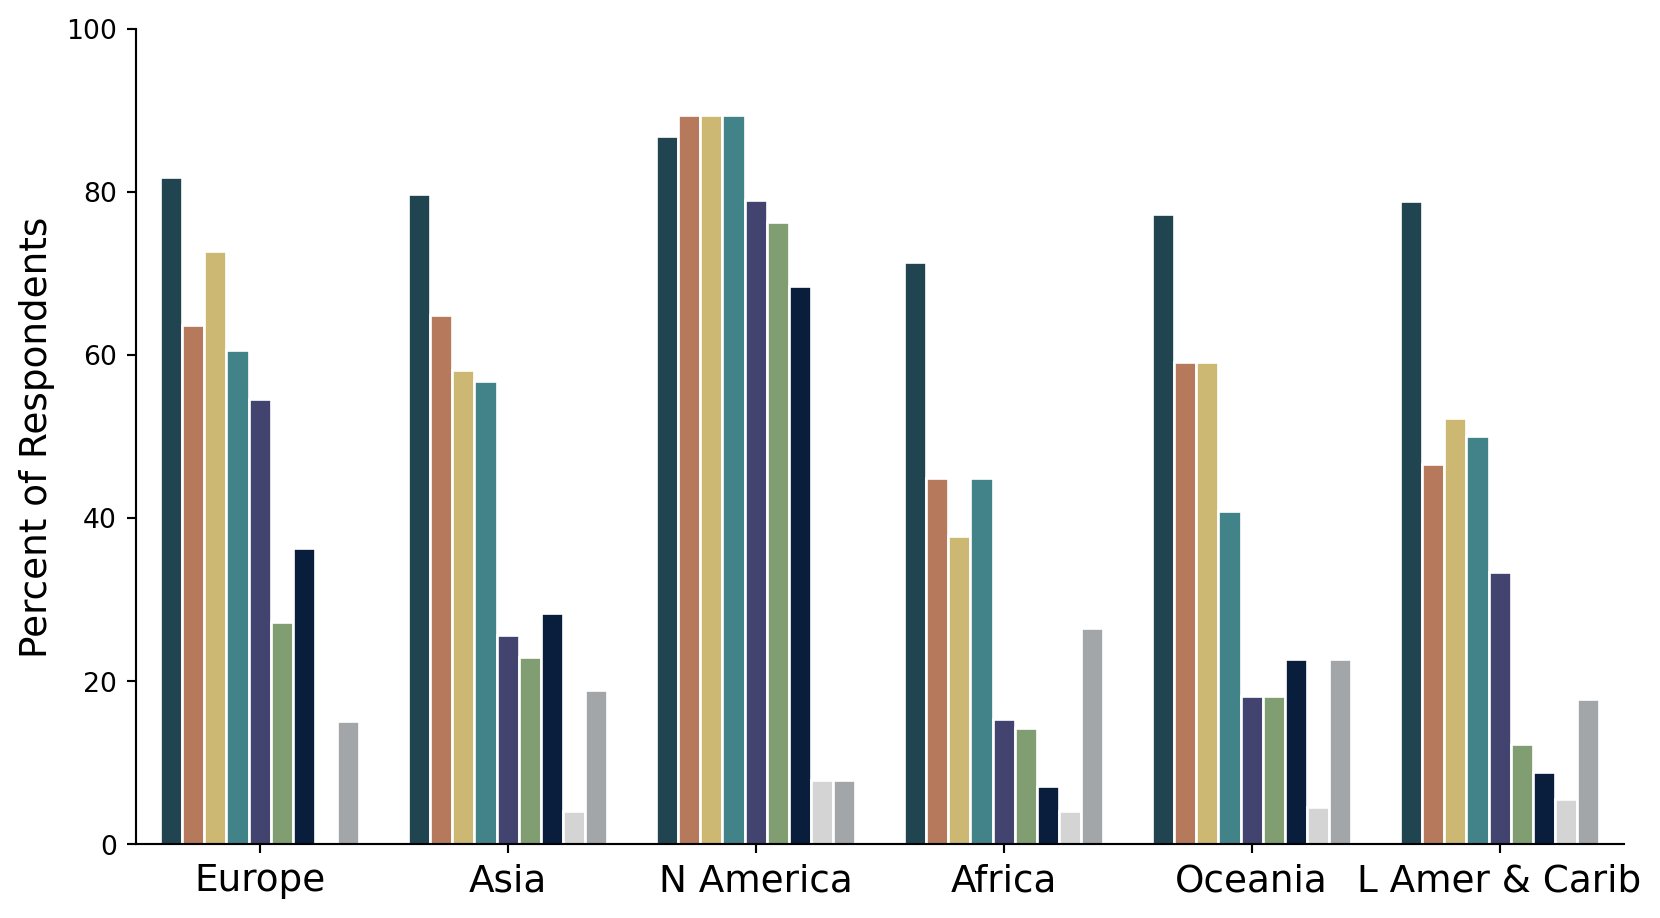 100
80
60
40
20
0
Percent of Respondents
Europe
Asia
N America
Africa
Oceania
L Amer & Carib